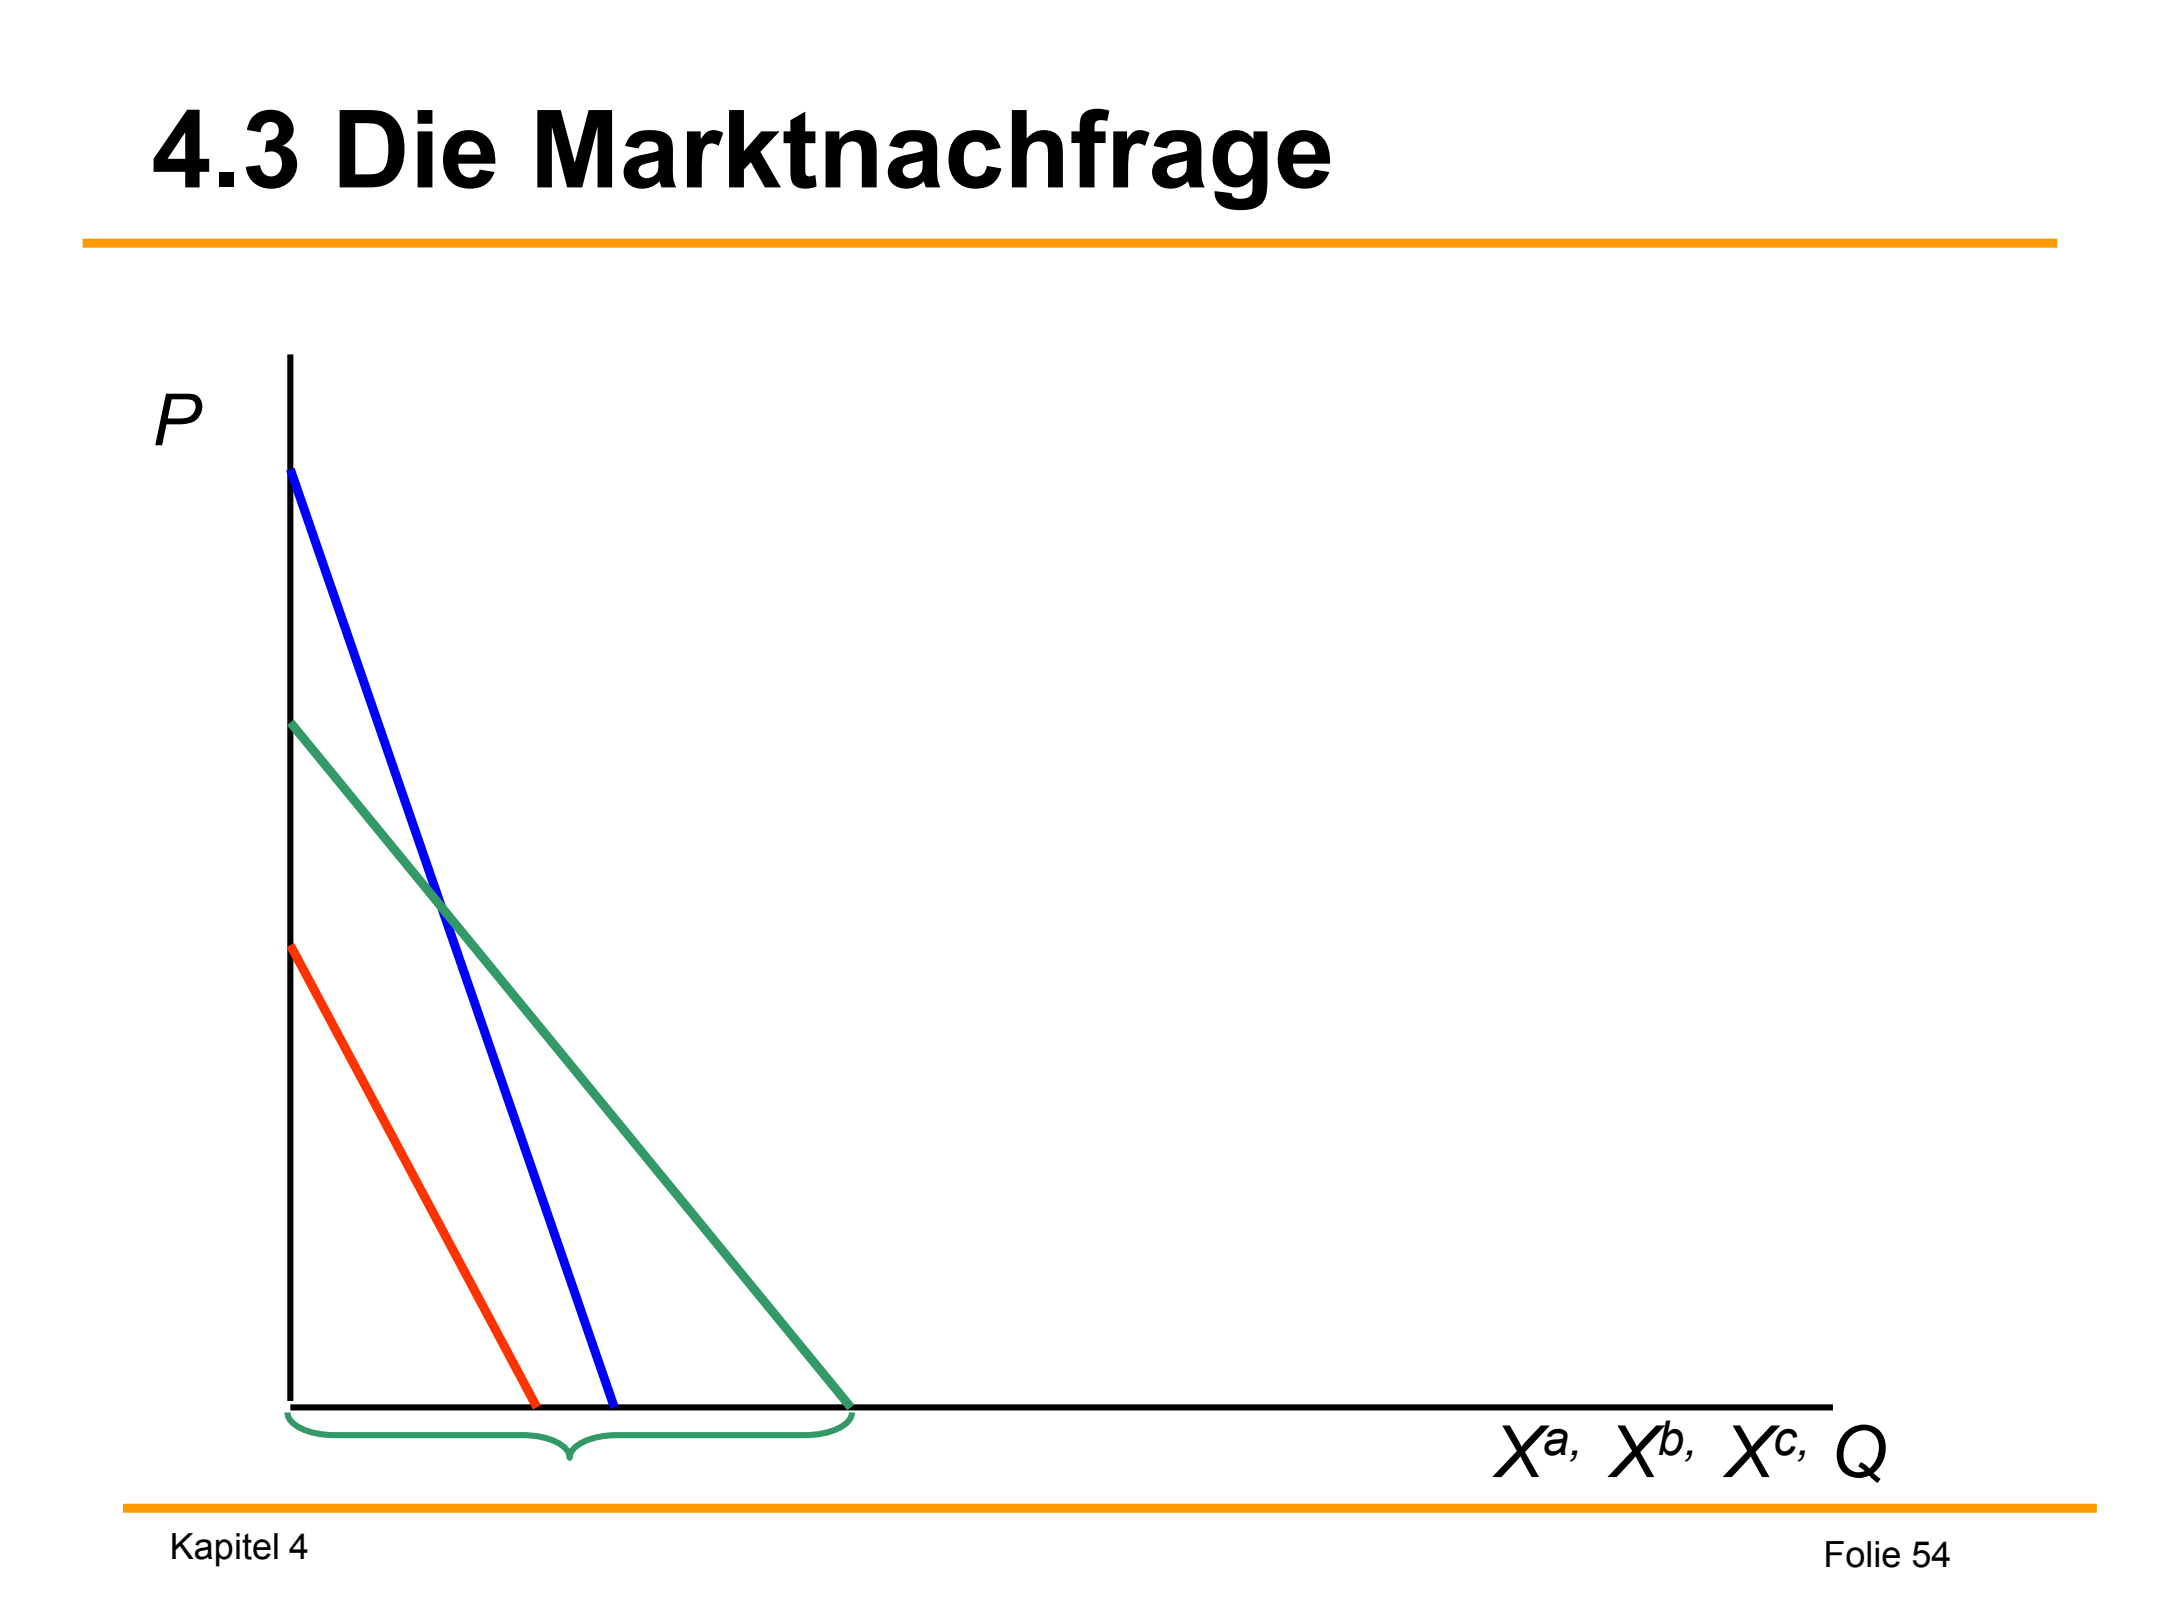 4.3 Die Marktnachfrage
P
Xa, Xb, Xc, Q
Kapitel 4
Folie 54